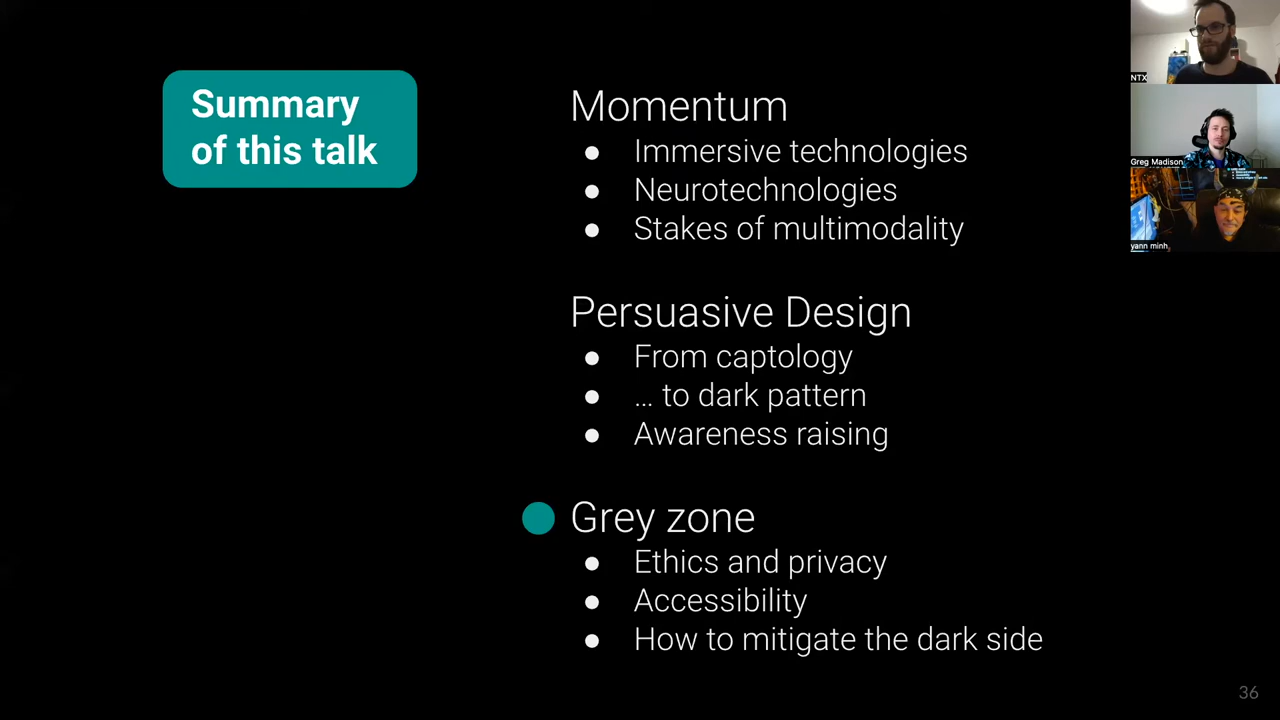 Summary
of this talk
Momentum
● Immersive technologies
● Neurotechnologies
● Stakes of multimodality
Persuasive Design
● From captology
● … to dark pattern
● Awareness raising
Grey zone
● Ethics and privacy
● Accessibility
● How to mitigate the dark side
NTX
Greg Madison
yann minh
36